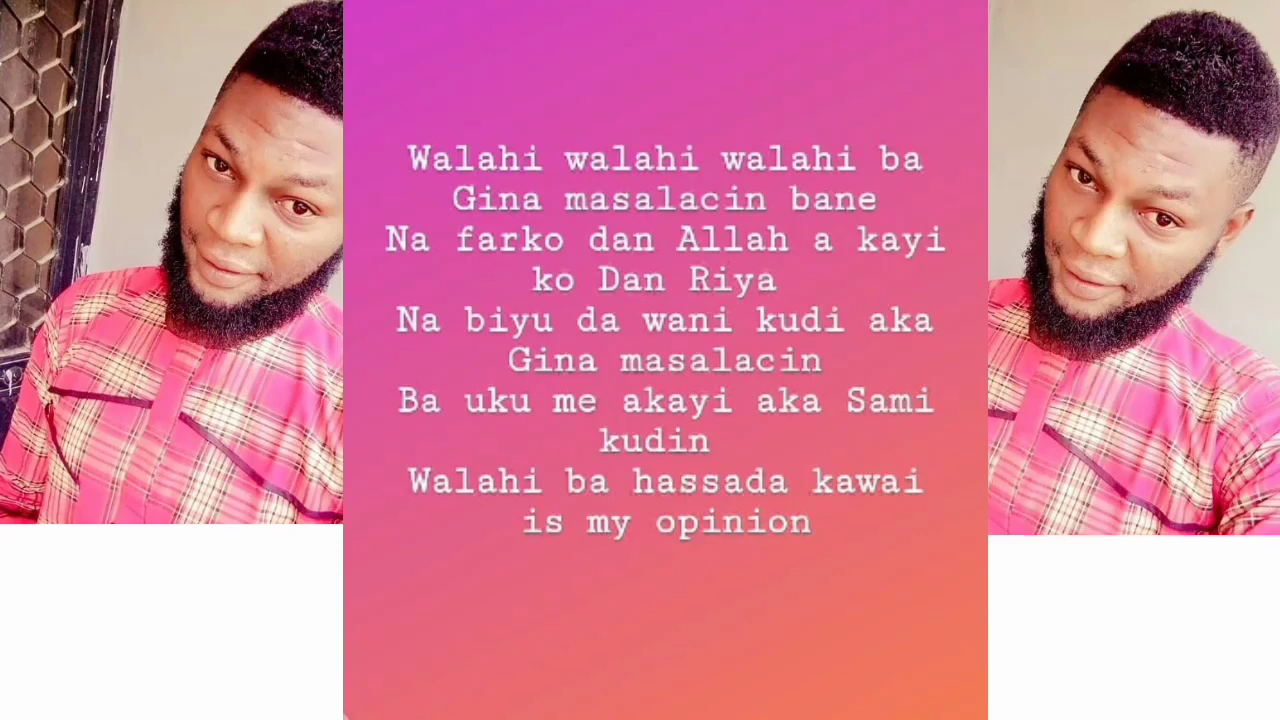 Walahi walahi walahi ba
Gina masalacin bane
Na farko dan Allah a kayi
ko Dan Riya
Na biyu da wani kudi aka
Gina masalacin
Ba uku me akayi aka Sami
kudin
Walahi ba hassada kawai
is my opinion